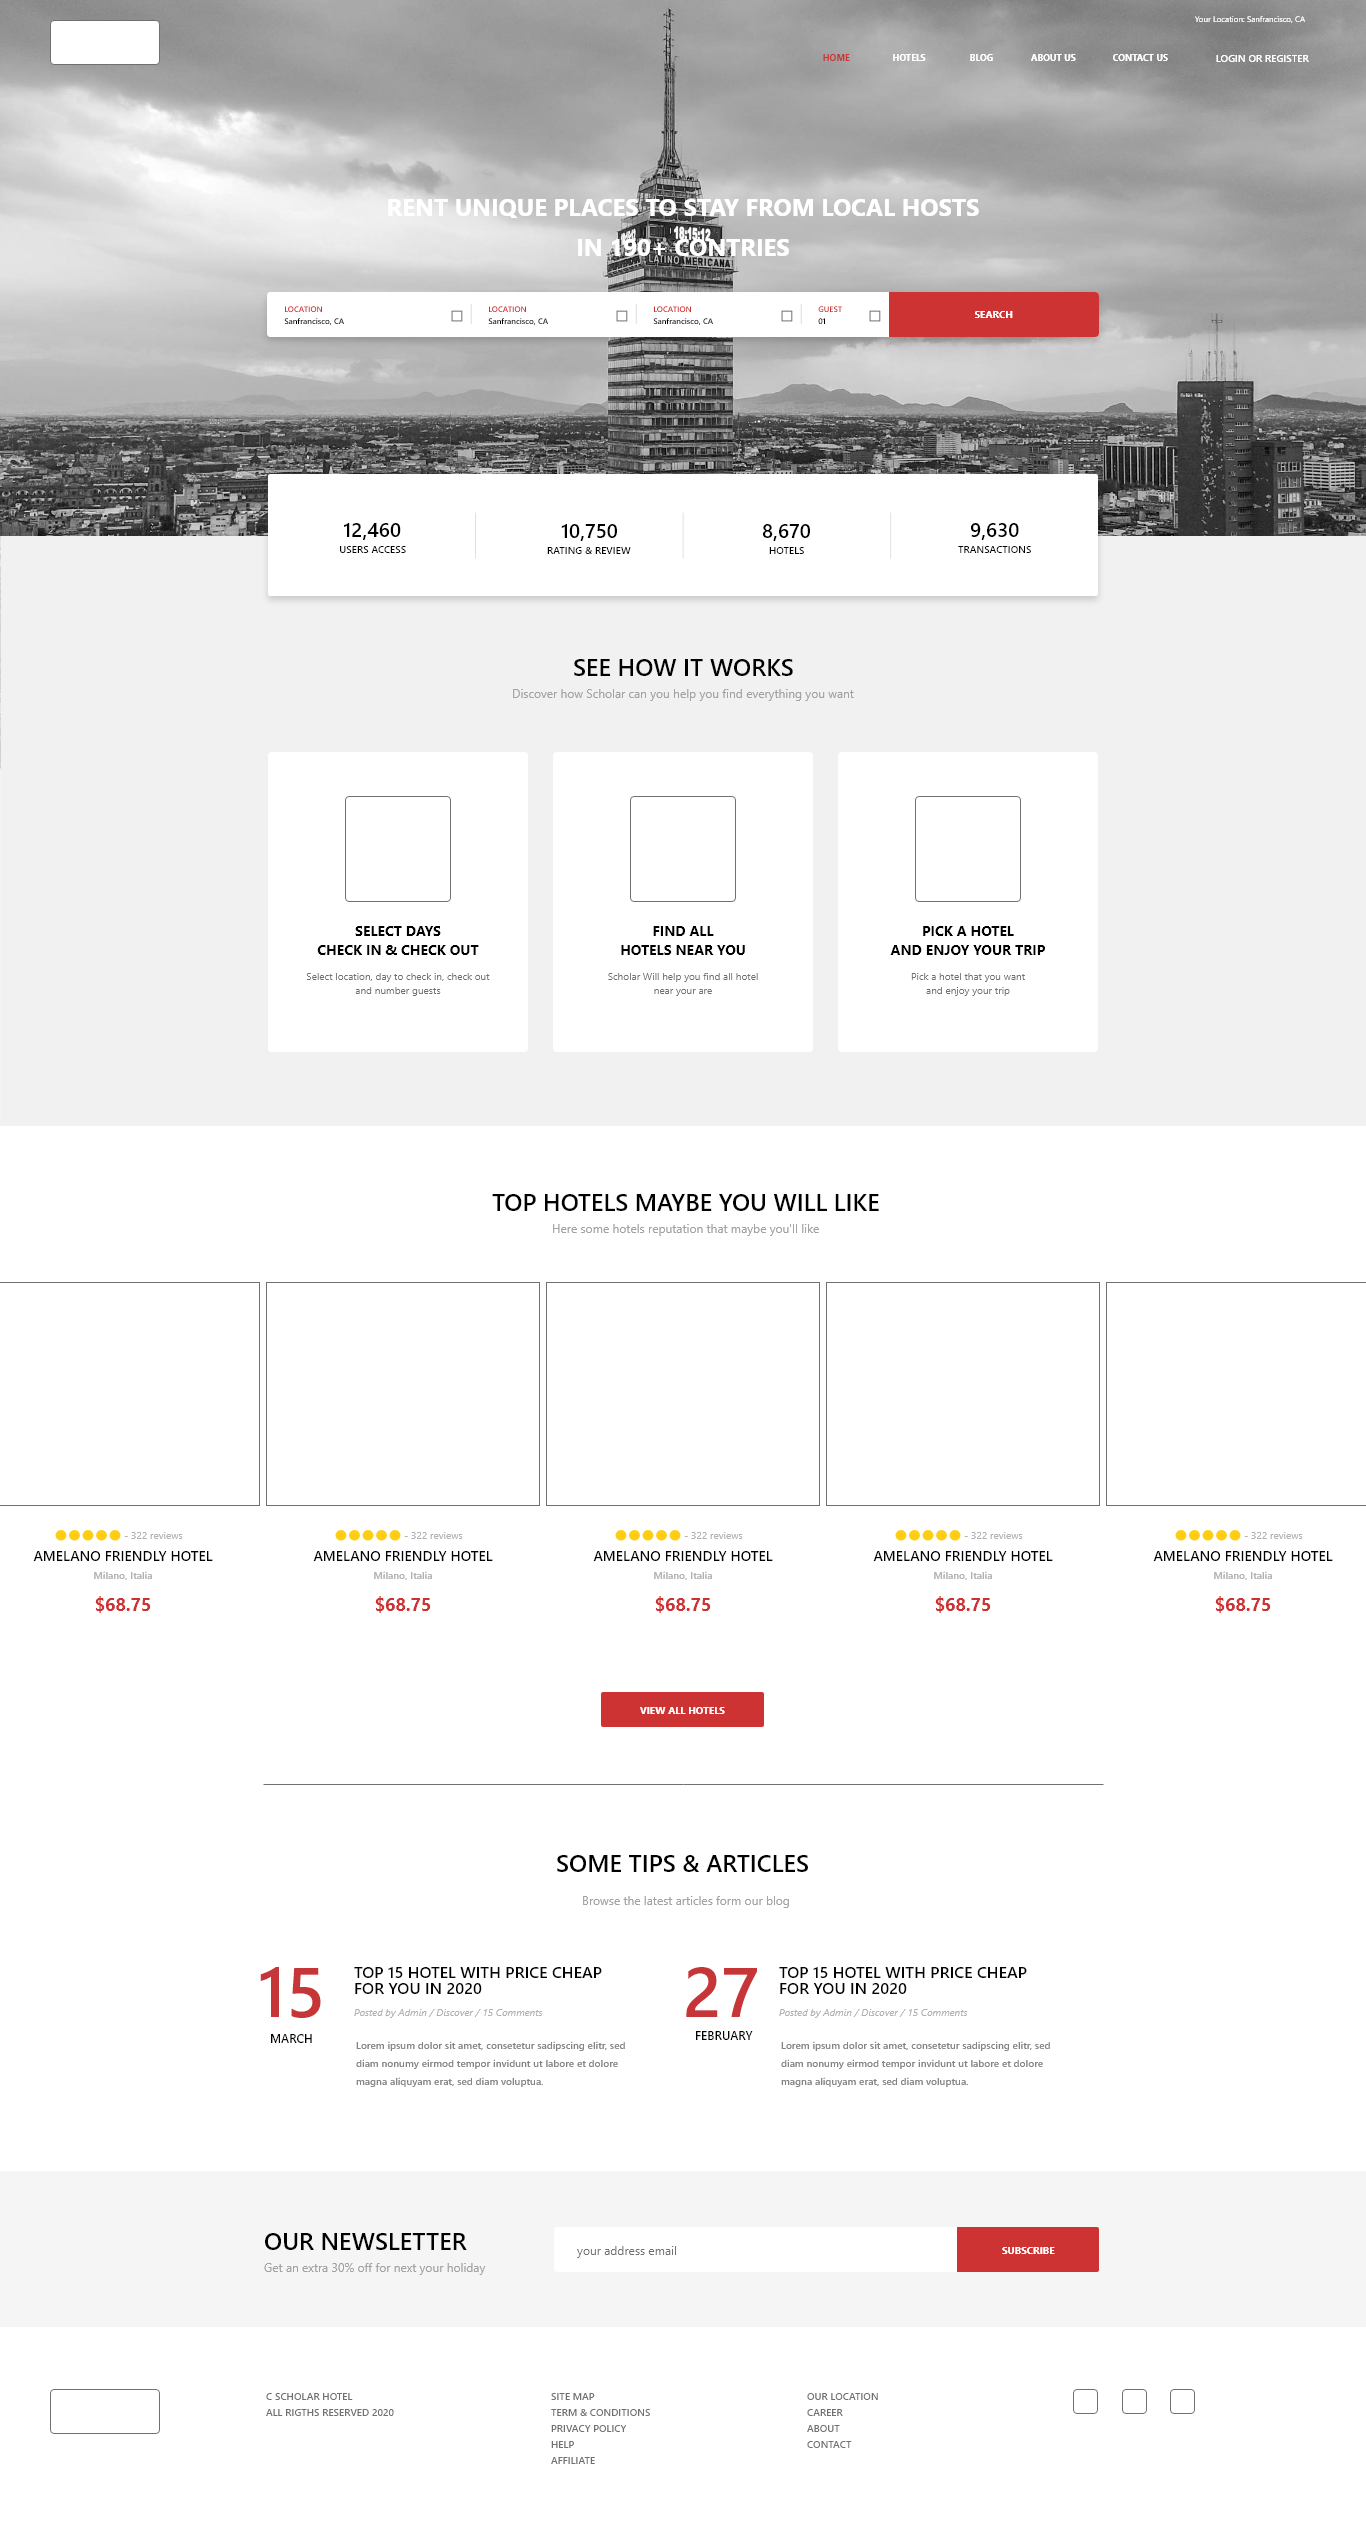 Your Location: Sanfrancisco, CA
HOME HOTELS BLOG ABOUT US CONTACT US LOGIN OR REGISTER
RENT UNIQUE PLACES TO STAY FROM LOCAL HOSTS
18:15:12
IN 190+ CONTRIES
LATINO AMERICANA
LOCATION LOCATION LOCATION GUEST
Sanfrancisco, CA Sanfrancisco, CA Sanfrancisco, CA 01
SEARCH
12,460 10,750 8,670 9,630
USERS ACCESS RATING & REVIEW HOTELS TRANSACTIONS
SEE HOW IT WORKS
Discover how Scholar can you help you find everything you want
SELECT DAYS
CHECK IN & CHECK OUT
Select location, day to check in, check out
and number guests
FIND ALL
HOTELS NEAR YOU
Scholar Will help you find all hotel
near your are
PICK A HOTEL
AND ENJOY YOUR TRIP
Pick a hotel that you want
and enjoy your trip
TOP HOTELS MAYBE YOU WILL LIKE
Here some hotels reputation that maybe you'll like
- 322 reviews
AMELANO FRIENDLY HOTEL
Milano, Italia
$68.75
- 322 reviews
AMELANO FRIENDLY HOTEL
Milano, Italia
$68.75
- 322 reviews
AMELANO FRIENDLY HOTEL
Milano, Italia
$68.75
- 322 reviews
AMELANO FRIENDLY HOTEL
Milano, Italia
$68.75
- 322 reviews
AMELANO FRIENDLY HOTEL
Milano, Italia
$68.75
VIEW ALL HOTELS
SOME TIPS & ARTICLES
Browse the latest articles form our blog
15
MARCH
TOP 15 HOTEL WITH PRICE CHEAP
FOR YOU IN 2020
Posted by Admin / Discover / 15 Comments
Lorem ipsum dolor sit amet, consetetur sadipscing elitr, sed
diam nonumy eirmod tempor invidunt ut labore et dolore
magna aliquyam erat, sed diam voluptua.
27
FEBRUARY
TOP 15 HOTEL WITH PRICE CHEAP
FOR YOU IN 2020
Posted by Admin / Discover / 15 Comments
Lorem ipsum dolor sit amet, consetetur sadipscing elitr, sed
diam nonumy eirmod tempor invidunt ut labore et dolore
magna aliquyam erat, sed diam voluptua.
OUR NEWSLETTER
Get an extra 30% off for next your holiday
your address email
SUBSCRIBE
C SCHOLAR HOTEL
ALL RIGTHS RESERVED 2020
SITE MAP
TERM & CONDITIONS
PRIVACY POLICY
HELP
AFFILIATE
OUR LOCATION
CAREER
ABOUT
CONTACT